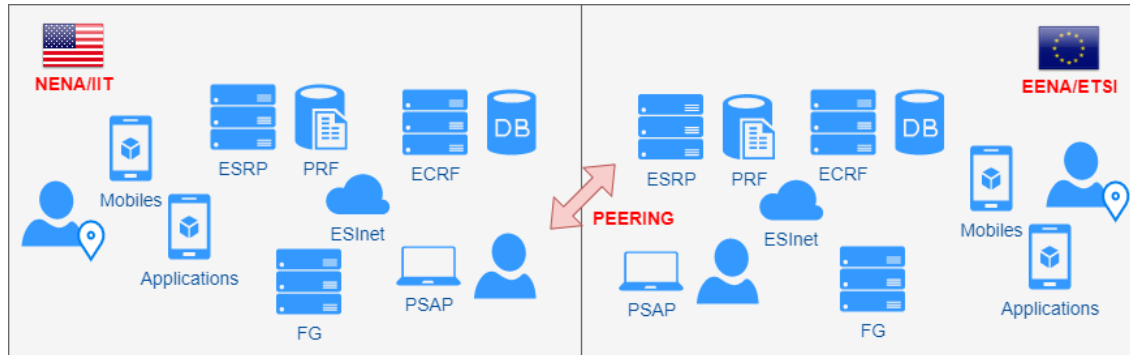 NENA/IIT
ESRP
PRF
ECRF
DB
Mobiles
ESInet
Applications
PSAP
FG
PEERING
EENA/ETSI
ESRP
PRF
ECRF
DB
ESInet
Mobiles
PSAP
FG
Applications